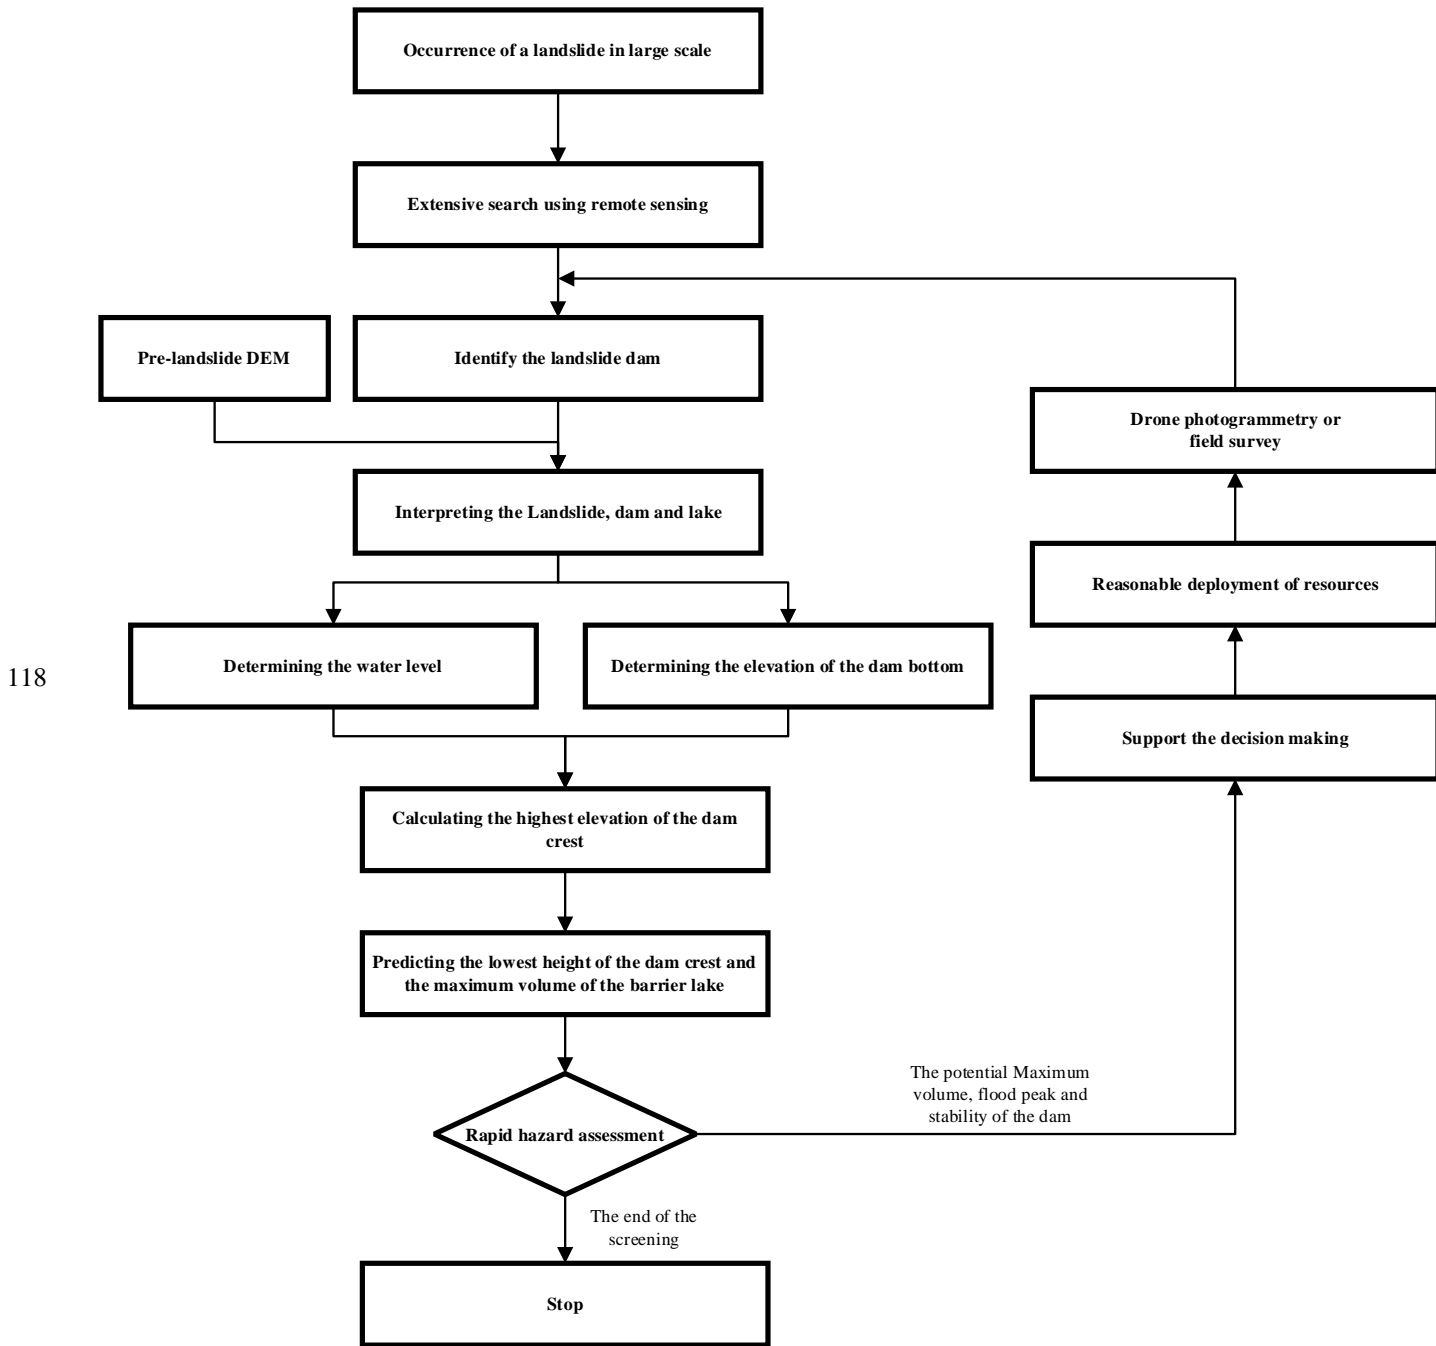 Occurrence of a landslide in large scale
Extensive search using remote sensing
Pre-landslide DEM
Identify the landslide dam
Drone photogrammetry or
field survey
Interpreting the Landslide, dam and lake
Reasonable deployment of resources
118
Determining the water level
Determining the elevation of the dam bottom
Support the decision making
Calculating the highest elevation of the dam
crest
Predicting the lowest height of the dam crest and
the maximum volume of the barrier lake
The potential Maximum
volume, flood peak and
stability of the dam
Rapid hazard assessment
The end of the
screening
Stop